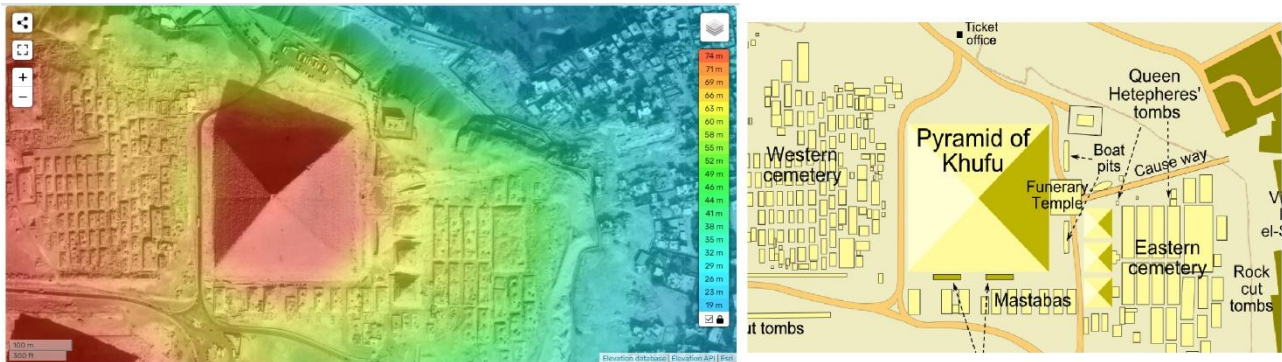 +
−
74 m
71 m
69 m
66 m
63 m
60 m
58 m
55 m
52 m
49 m
46 m
44 m
41 m
38 m
35 m
32 m
29 m
26 m
23 m
19 m
100 m
300 ft
Elevation database | Elevation API | Esri
Ticket
office
Queen
Hetepheres'
tombs
Western
cemetery
Pyramid of
Khufu
Boat
pits
Cause way
Funerary
Temple
V
el-S
Eastern
cemetery
Rock
cut
tombs
Mastabas
ut tombs